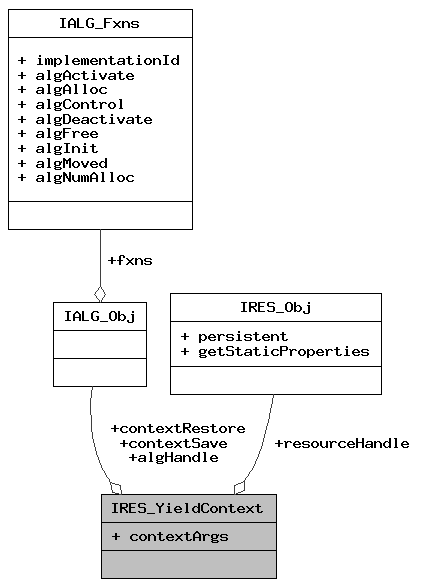 IALG_Fxns
+ implementationId
+ algActivate
+ algAlloc
+ algControl
+ algDeactivate
+ algFree
+ algInit
+ algMoved
+ algNumAlloc
+fxns
IALG_Obj
IRES_Obj
+ persistent
+ getStaticProperties
+contextRestore
+contextSave
+algHandle
+resourceHandle
IRES_YieldContext
+ contextArgs